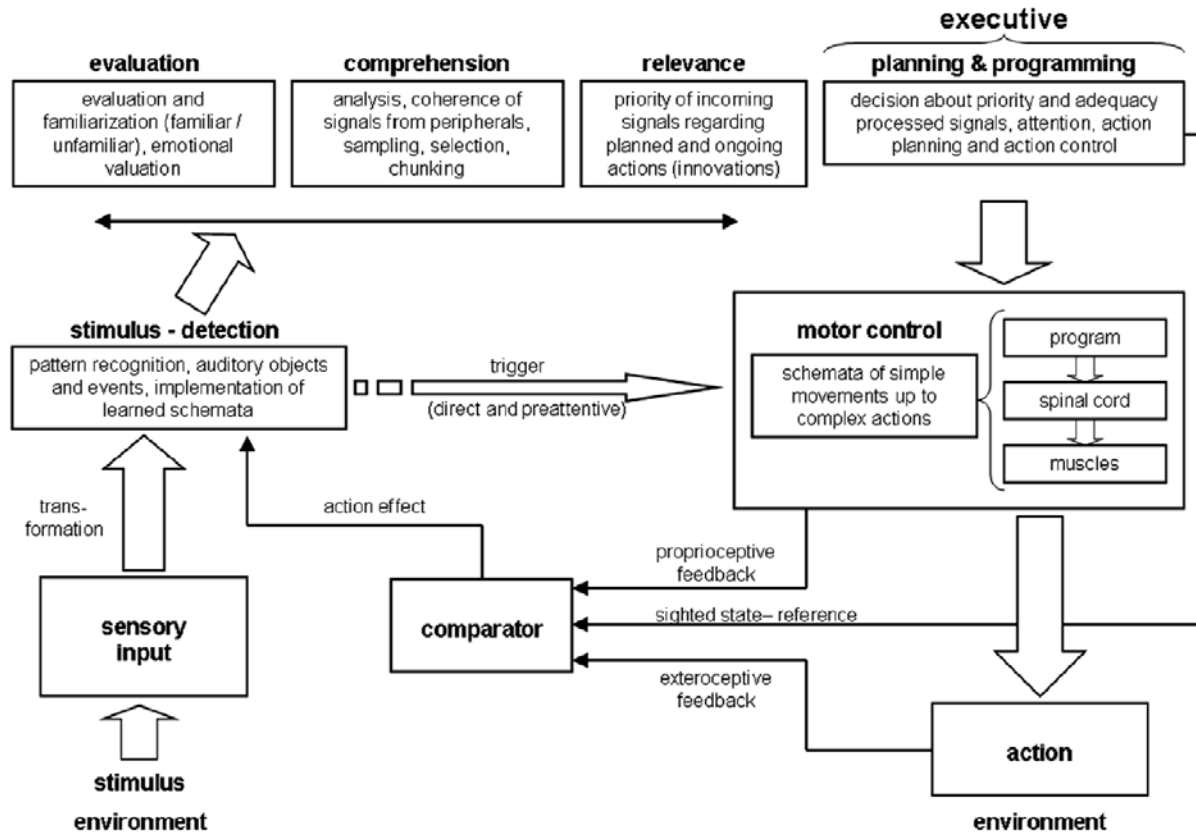 executive
evaluation
comprehension
relevance
planning & programming
evaluation and
familiarization (familiar /
unfamiliar), emotional
valuation
analysis, coherence of
signals from peripherals,
sampling, selection,
chunking
priority of incoming
signals regarding
planned and ongoing
actions (innovations)
decision about priority and adequacy
processed signals, attention, action
planning and action control
stimulus - detection
pattern recognition, auditory objects
and events, implementation of
learned schemata
trigger
(direct and preattentive)
motor control
schemata of simple
movements up to
complex actions
program
spinal cord
muscles
trans-
formation
action effect
proprioceptive
feedback
sensory
input
comparator
sighted state– reference
exteroceptive
feedback
action
stimulus
environment
environment